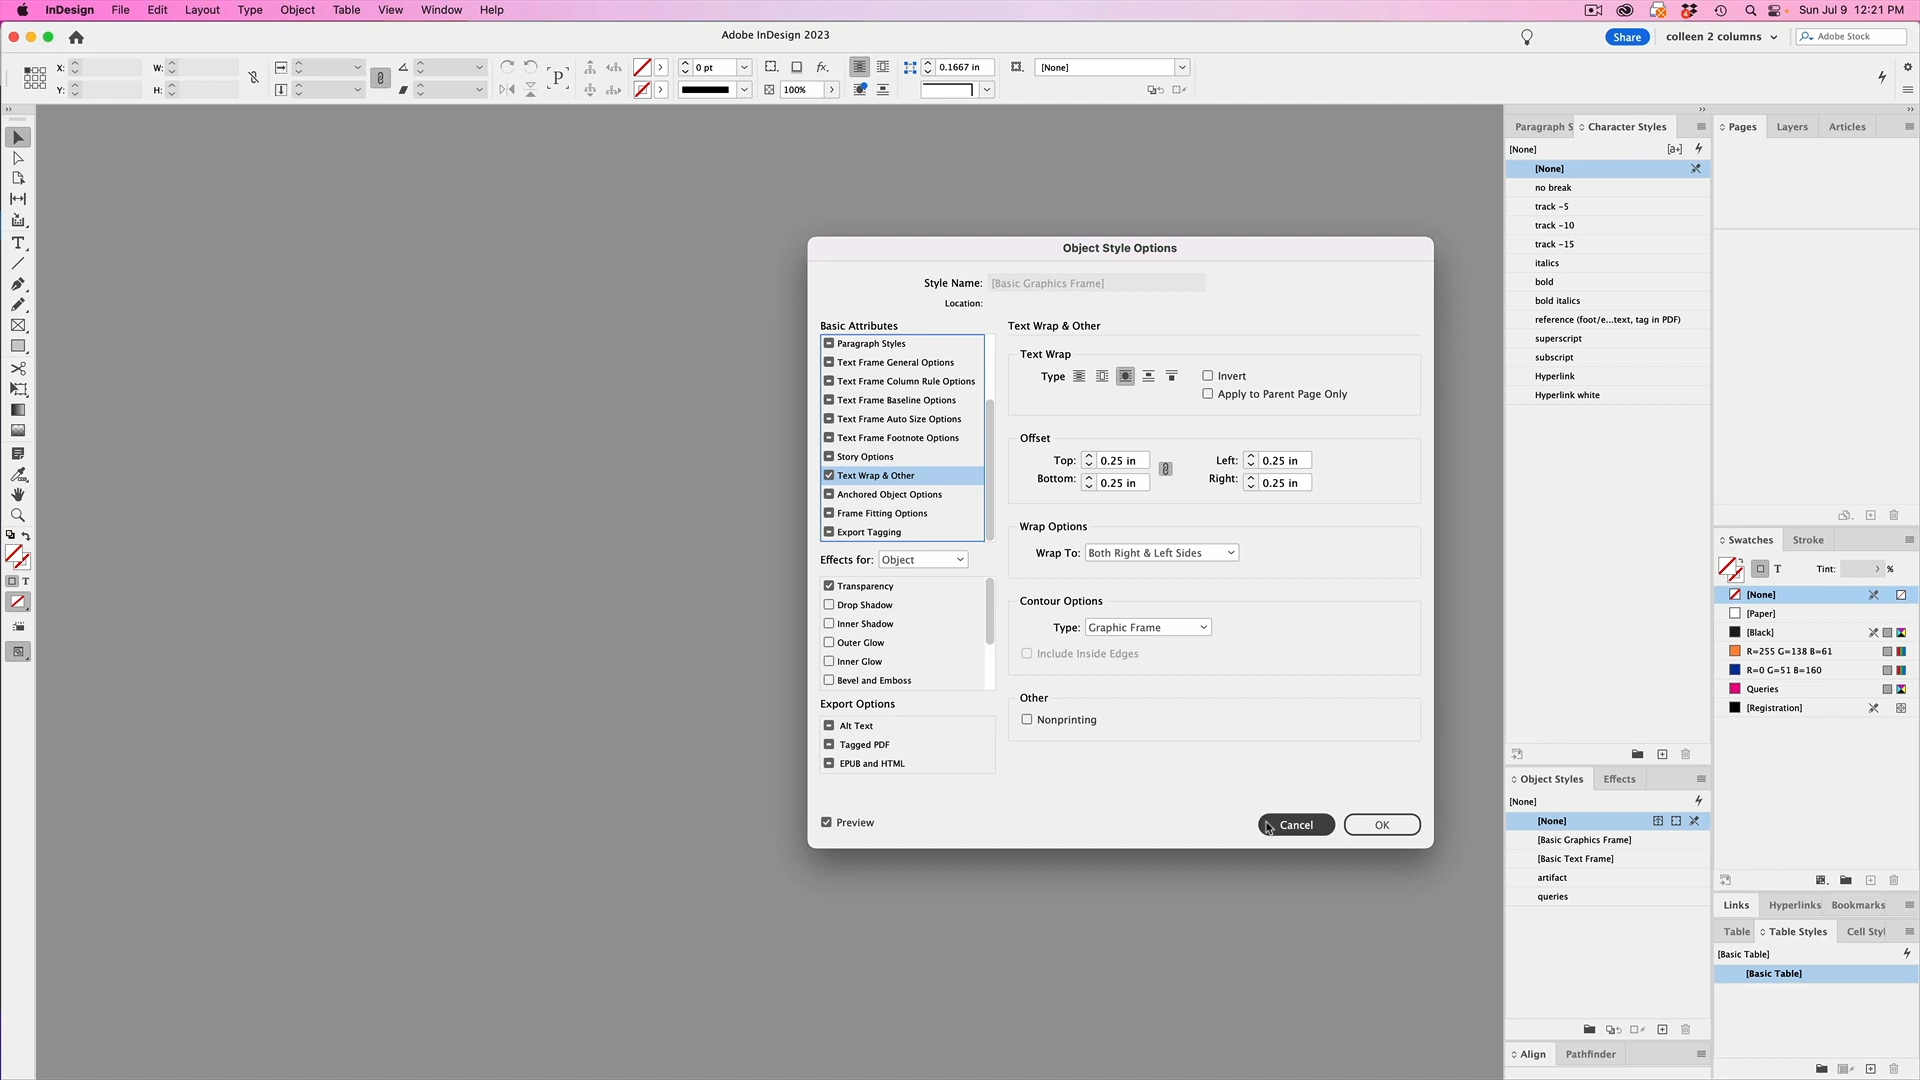 InDesign File Edit Layout Type Object Table View Window Help Sun Jul 9 12:21 PM
Adobe InDesign 2023 Share colleen 2 columns Adobe Stock
X: W: 0 pt fx. 0.1667 in [None]
Y: H: P 100%
Paragraph S Character Styles
[None]
[None]
no break
track -5
track -10
track -15
italics
bold
bold italics
reference (foot/e...text, tag in PDF)
superscript
subscript
Hyperlink
Hyperlink white
Pages Layers Articles
Object Style Options
Style Name: [Basic Graphics Frame]
Location:
Basic Attributes
Paragraph Styles
Text Frame General Options
Text Frame Column Rule Options
Text Frame Baseline Options
Text Frame Auto Size Options
Text Frame Footnote Options
Story Options
Text Wrap & Other
Anchored Object Options
Frame Fitting Options
Export Tagging
Effects for: Object
Transparency
Drop Shadow
Inner Shadow
Outer Glow
Inner Glow
Bevel and Emboss
Export Options
Alt Text
Tagged PDF
EPUB and HTML
Preview
Text Wrap & Other
Text Wrap
Type Invert
Apply to Parent Page Only
Offset
Top: 0.25 in Left: 0.25 in
Bottom: 0.25 in Right: 0.25 in
Wrap Options
Wrap To: Both Right & Left Sides
Contour Options
Type: Graphic Frame
Include Inside Edges
Other
Nonprinting
Cancel OK
Swatches Stroke
T Tint: %
[None]
[Paper]
[Black]
R=255 G=138 B=61
R=0 G=51 B=160
Queries
[Registration]
Object Styles Effects
[None]
[None]
[Basic Graphics Frame]
[Basic Text Frame]
artifact
queries
Align Pathfinder
Links Hyperlinks Bookmarks
Table Table Styles Cell Styl
[Basic Table]
[Basic Table]